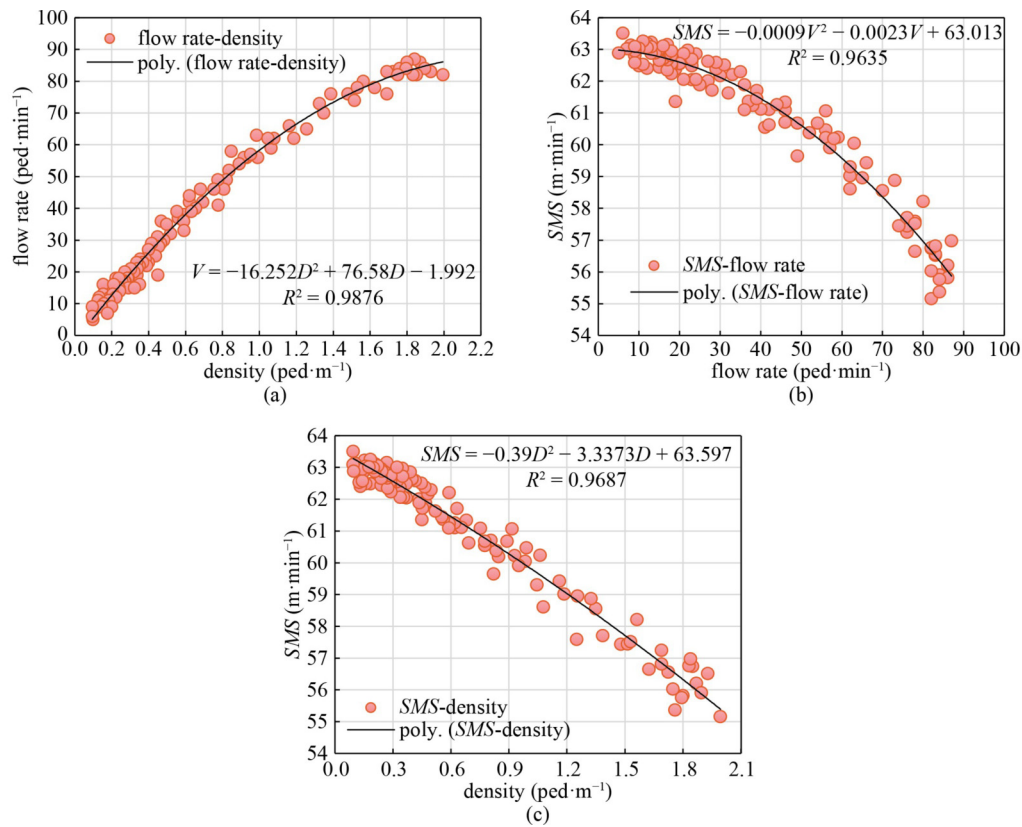 flow rate (ped·min⁻¹)
100
90
80
70
60
50
40
30
20
10
0
flow rate-density
poly. (flow rate-density)
V = −16.252D² + 76.58D − 1.992
R² = 0.9876
0.0 0.2 0.4 0.6 0.8 1.0 1.2 1.4 1.6 1.8 2.0 2.2
density (ped·m⁻¹)
(a)
SMS (m·min⁻¹)
64
63
62
61
60
59
58
57
56
55
54
SMS = −0.0009V² − 0.0023V + 63.013
R² = 0.9635
SMS-flow rate
poly. (SMS-flow rate)
0 10 20 30 40 50 60 70 80 90 100
flow rate (ped·min⁻¹)
(b)
SMS (m·min⁻¹)
64
63
62
61
60
59
58
57
56
55
54
SMS = −0.39D² − 3.3373D + 63.597
R² = 0.9687
SMS-density
poly. (SMS-density)
0.0 0.3 0.6 0.9 1.2 1.5 1.8 2.1
density (ped·m⁻¹)
(c)